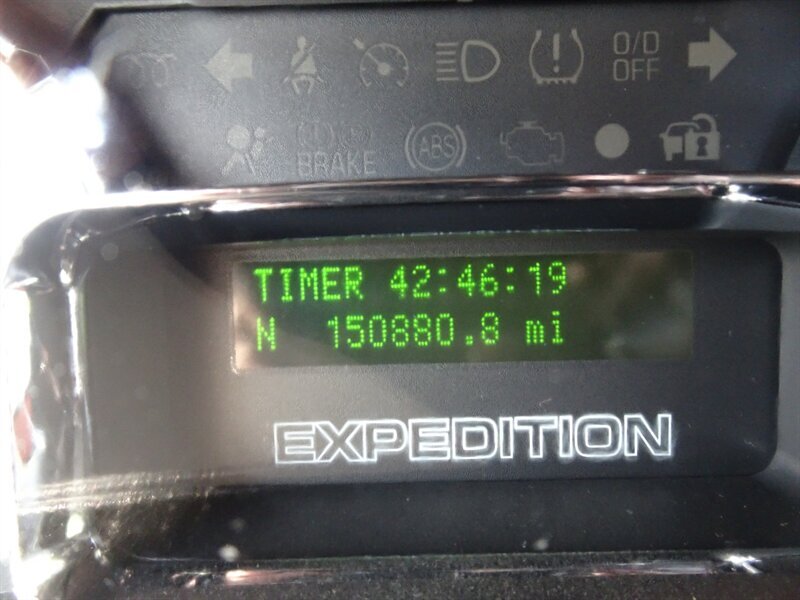 O/D
OFF
BRAKE
ABS
TIMER 42:46:19
N 150880.8 mi
EXPEDITION